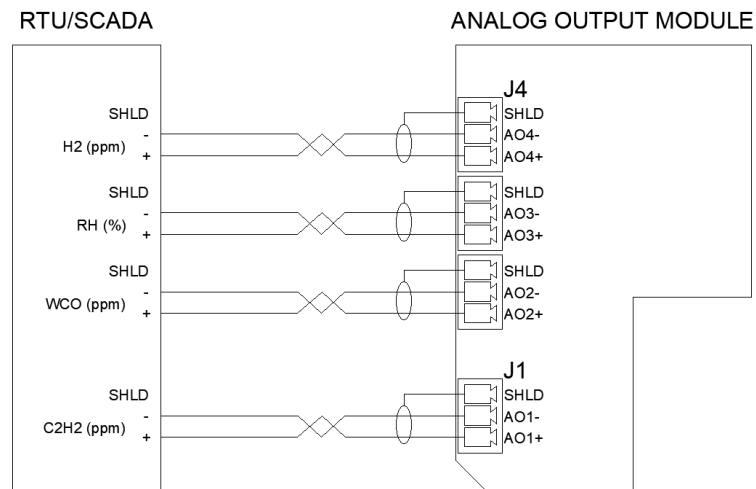 RTU/SCADA
ANALOG OUTPUT MODULE
J4
SHLD
SHLD
-
AO4-
H2 (ppm)
+
AO4+
SHLD
SHLD
-
AO3-
RH (%)
+
AO3+
SHLD
SHLD
-
AO2-
WCO (ppm)
+
AO2+
J1
SHLD
SHLD
-
AO1-
C2H2 (ppm)
+
AO1+